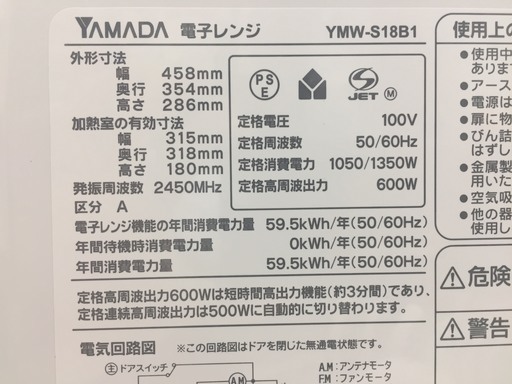 YAMADA 電子レンジ YMW-S18B1
外形寸法
幅 458mm
奥行 354mm
高さ 286mm
加熱室の有効寸法
幅 315mm
奥行 318mm
高さ 180mm
発振周波数 2450MHz
区分 A
PS
E
S
JET M
定格電圧 100V
定格周波数 50/60Hz
定格消費電力 1050/1350W
定格高周波出力 600W
電子レンジ機能の年間消費電力量 59.5kWh/年(50/60Hz)
年間待機時消費電力量 0kWh/年(50/60Hz)
年間消費電力量 59.5kWh/年(50/60Hz)
定格高周波出力600Wは短時間高出力機能(約3分間)であり、
定格連続高周波出力は500Wに自動的に切り替わります。
電気回路図 ※この回路図はドアを閉じた無通電状態です。
主 ドアスイッチ
A.M
A.M:アンテナモータ
F.M:ファンモータ
使用上の
●使用中
あります
●アース
●電源は
●扉に物
●びん詰
はずし
●金属製
用いた
●空気吸
●他の器
使用し
危険
警告